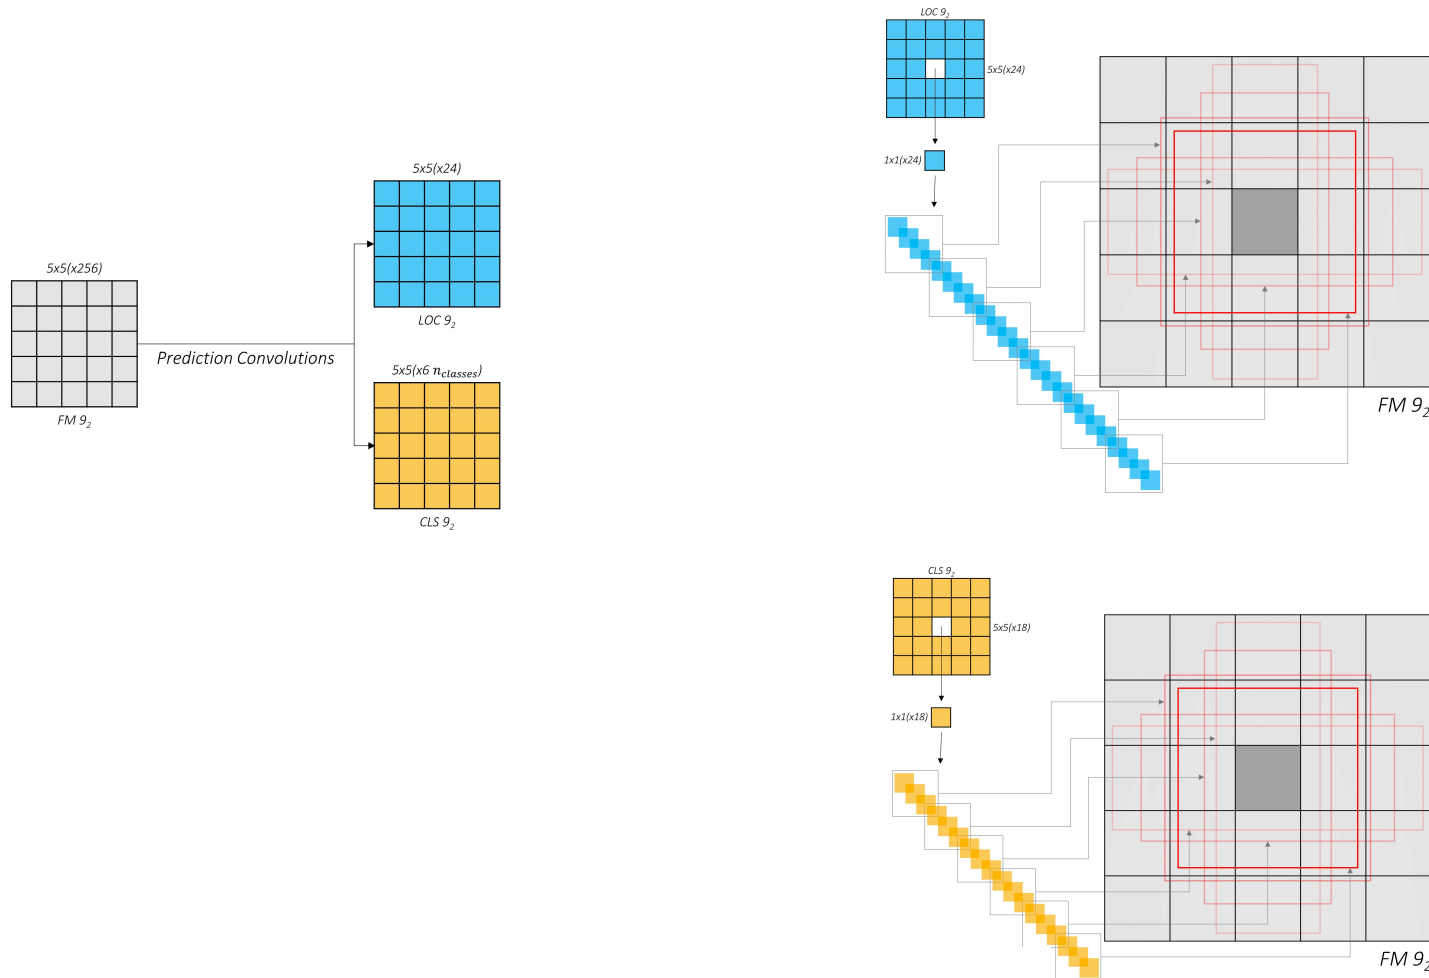 5x5(x256)
FM 9₂
Prediction Convolutions
5x5(x24)
LOC 9₂
5x5(x6 n_classes)
CLS 9₂
LOC 9₂
5x5(x24)
1x1(x24)
FM 9₂
CLS 9₂
5x5(x18)
1x1(x18)
FM 9₂